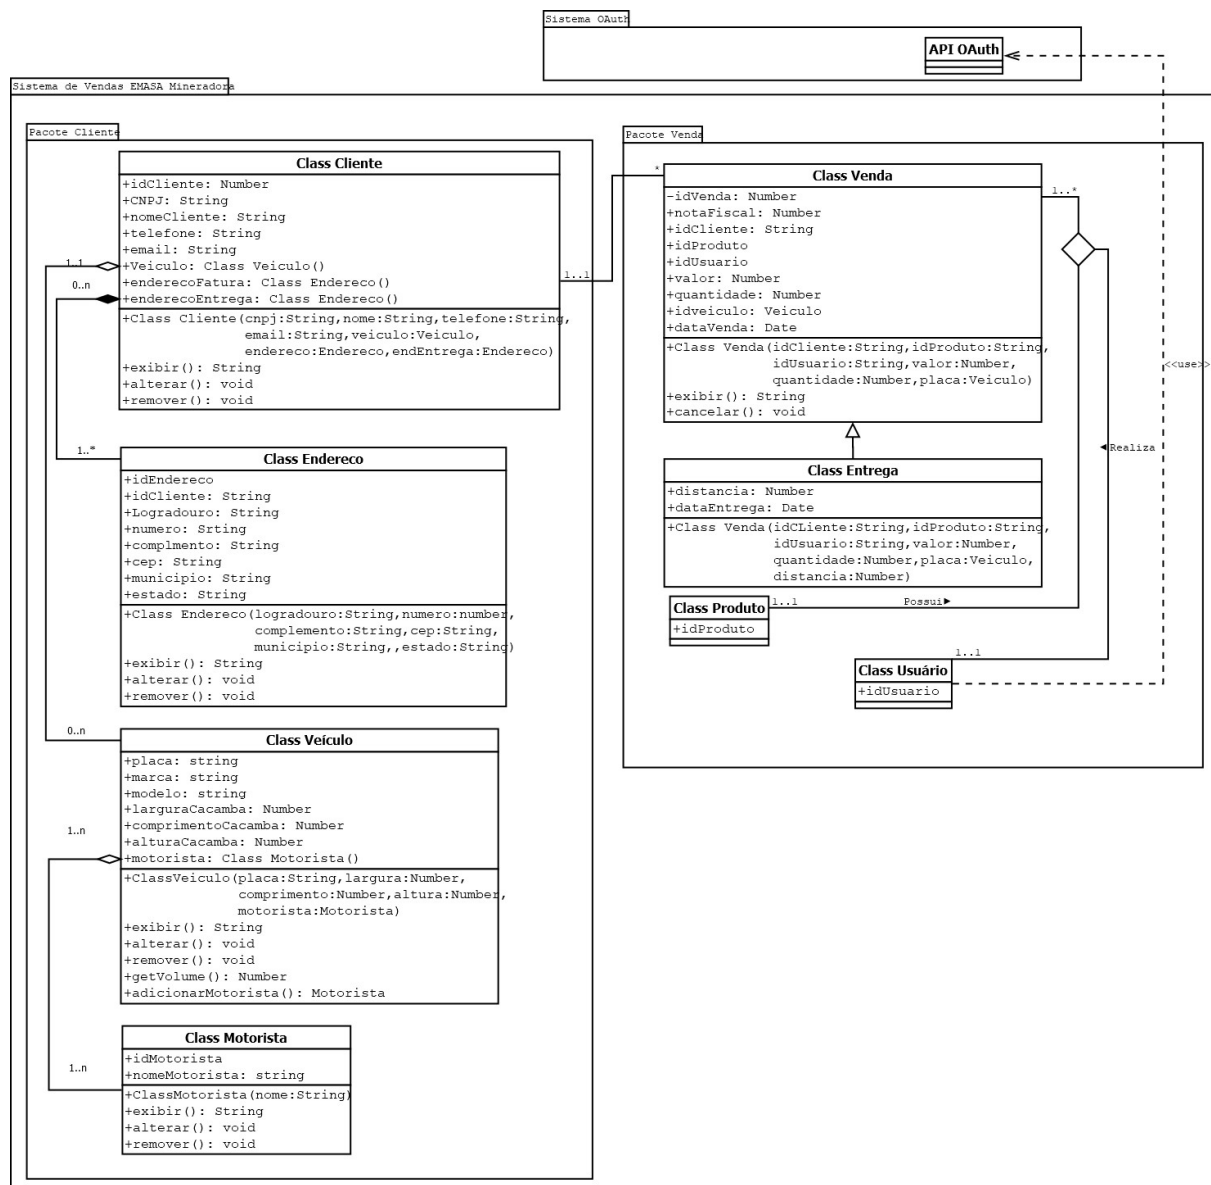 Sistema OAuth
API OAuth
Sistema de Vendas EMASA Mineradora
Pacote Cliente
Class Cliente
+idCliente: Number
+CNPJ: String
+nomeCliente: String
+telefone: String
+email: String
+Veiculo: Class Veiculo()
+enderecoFatura: Class Endereco()
+enderecoEntrega: Class Endereco()
+Class Cliente(cnpj:String,nome:String,telefone:String,
email:String,veiculo:Veiculo,
endereco:Endereco,endEntrega:Endereco)
+exibir(): String
+alterar(): void
+remover(): void
1..1
0..n
1..*
Class Endereco
+idEndereco
+idCliente: String
+Logradouro: String
+numero: Srting
+complmento: String
+cep: String
+municipio: String
+estado: String
+Class Endereco(logradouro:String,numero:number,
complemento:String,cep:String,
municipio:String,,estado:String)
+exibir(): String
+alterar(): void
+remover(): void
0..n
Class Veículo
+placa: string
+marca: string
+modelo: string
+larguraCacamba: Number
+comprimentoCacamba: Number
+alturaCacamba: Number
+motorista: Class Motorista()
+ClassVeiculo(placa:String,largura:Number,
comprimento:Number,altura:Number,
motorista:Motorista)
+exibir(): String
+alterar(): void
+remover(): void
+getVolume(): Number
+adicionarMotorista(): Motorista
1..n
1..n
Class Motorista
+idMotorista
+nomeMotorista: string
+ClassMotorista(nome:String)
+exibir(): String
+alterar(): void
+remover(): void
1..1
*
Pacote Venda
Class Venda
-idVenda: Number
+notaFiscal: Number
+idCliente: String
+idProduto
+idUsuario
+valor: Number
+quantidade: Number
+idveiculo: Veiculo
+dataVenda: Date
+Class Venda(idCliente:String,idProduto:String,
idUsuario:String,valor:Number,
quantidade:Number,placa:Veiculo)
+exibir(): String
+cancelar(): void
1..*
<<use>>
Realiza
Class Entrega
+distancia: Number
+dataEntrega: Date
+Class Venda(idCLiente:String,idProduto:String,
idUsuario:String,valor:Number,
quantidade:Number,placa:Veiculo,
distancia:Number)
Class Produto
+idProduto
1..1
Possui
1..1
Class Usuário
+idUsuario